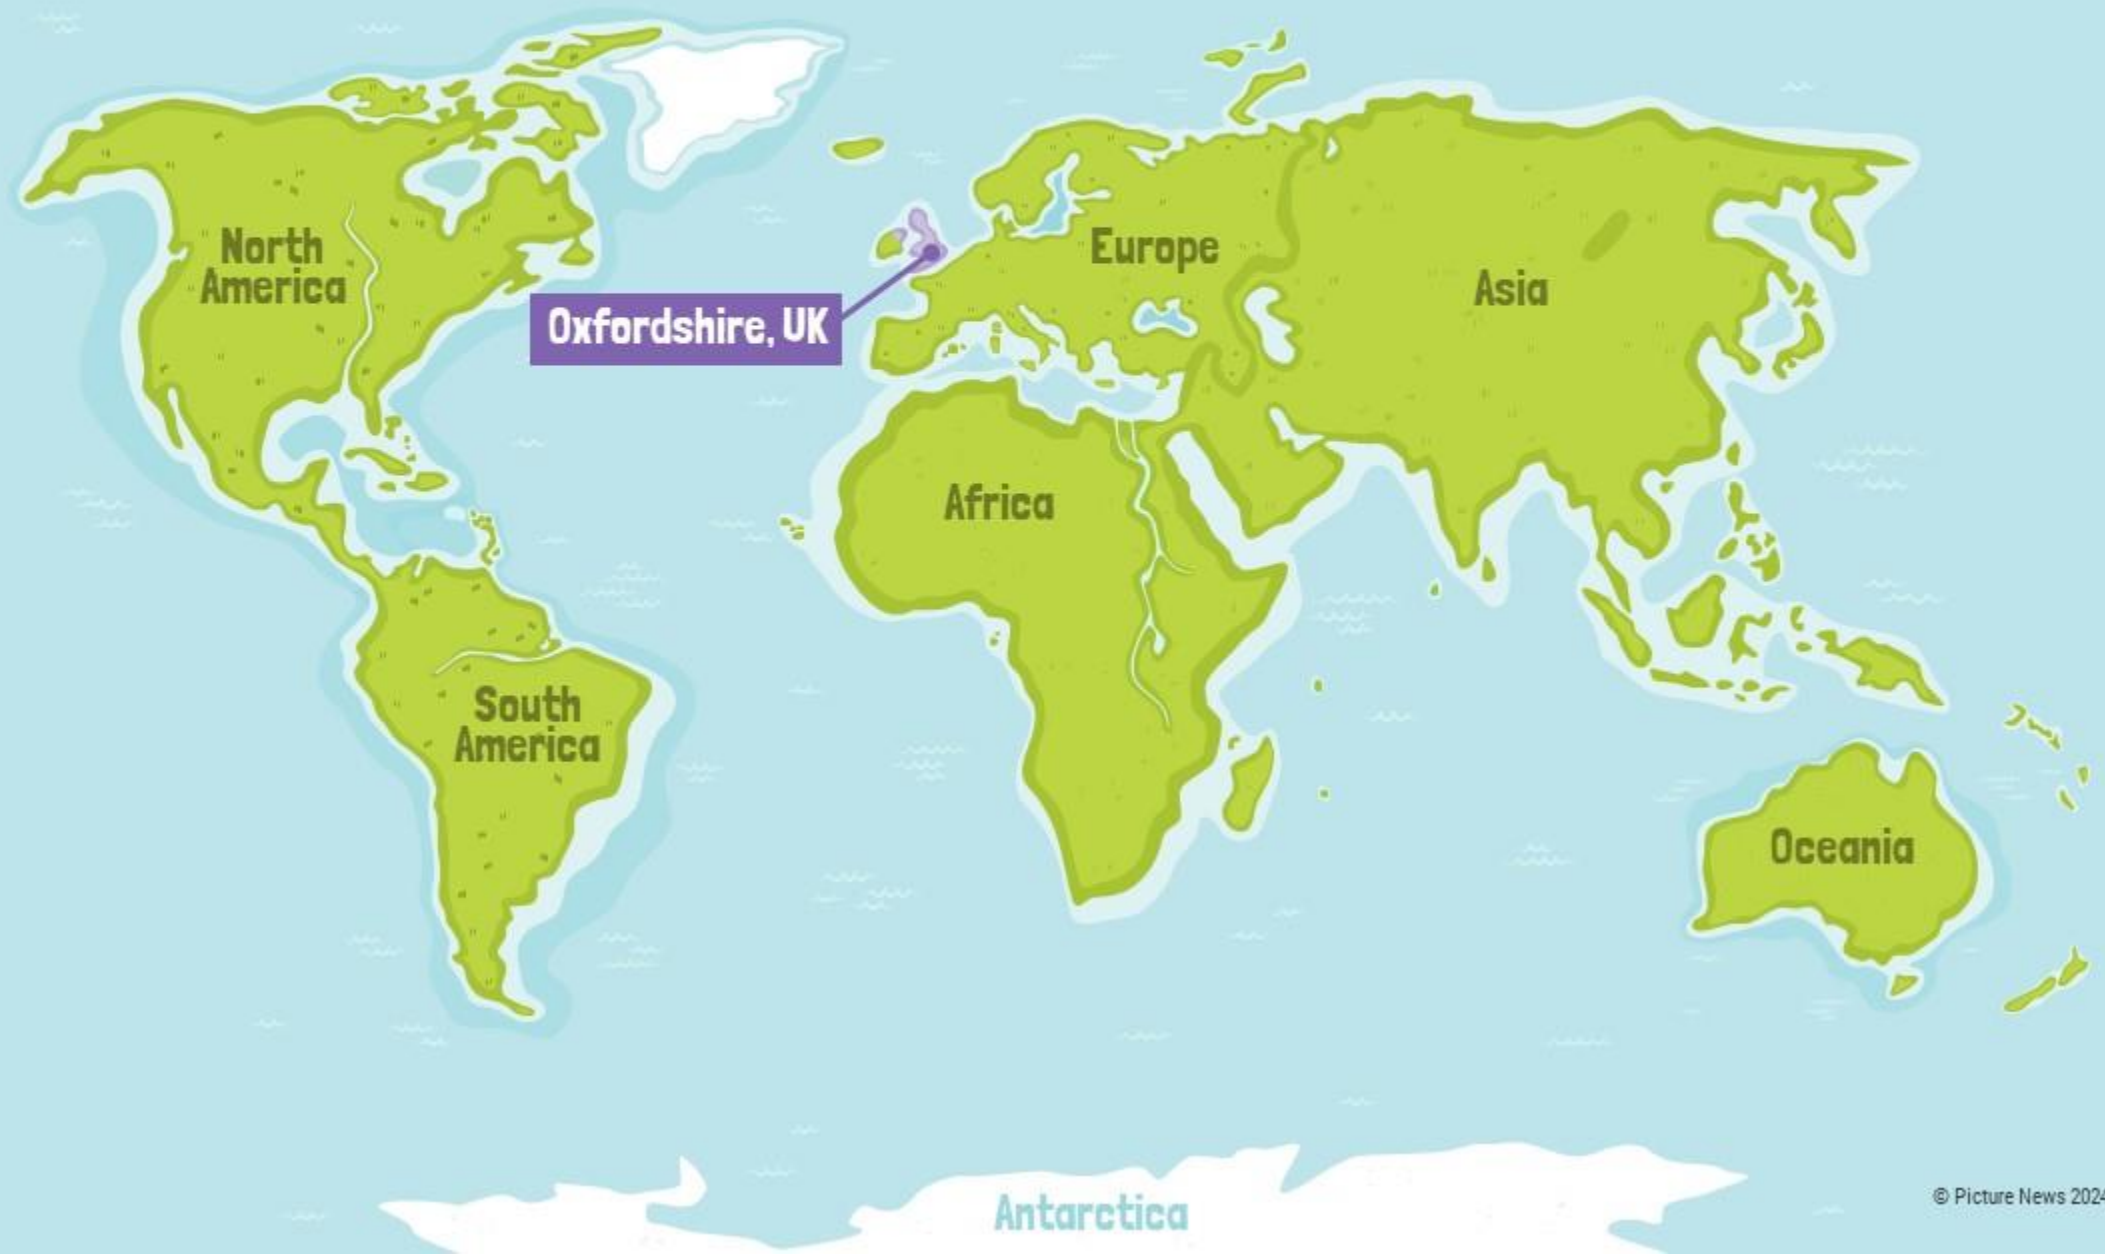 North
America
Europe
Asia
Oxfordshire, UK
Africa
South
America
Oceania
Antarctica
© Picture News 2024